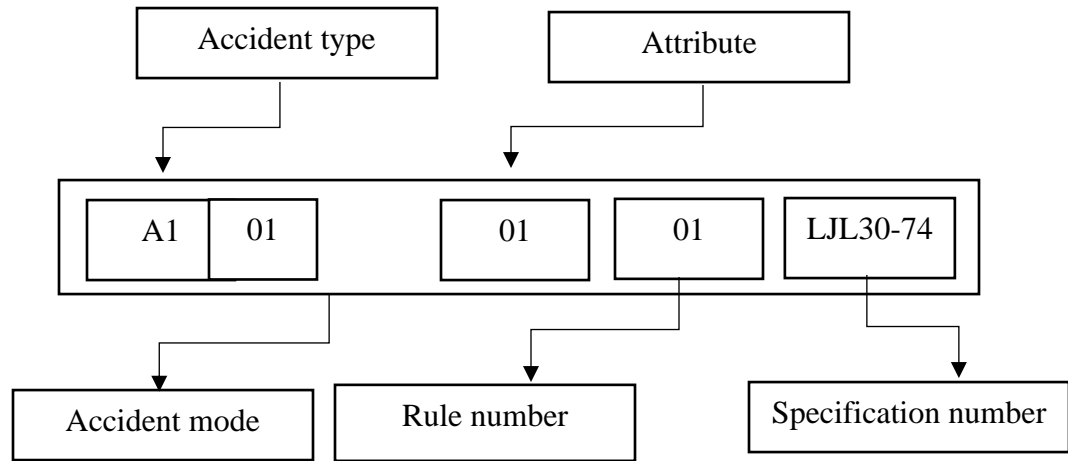 Accident type
Attribute
A1 01 01 01 LJL30-74
Accident mode
Rule number
Specification number